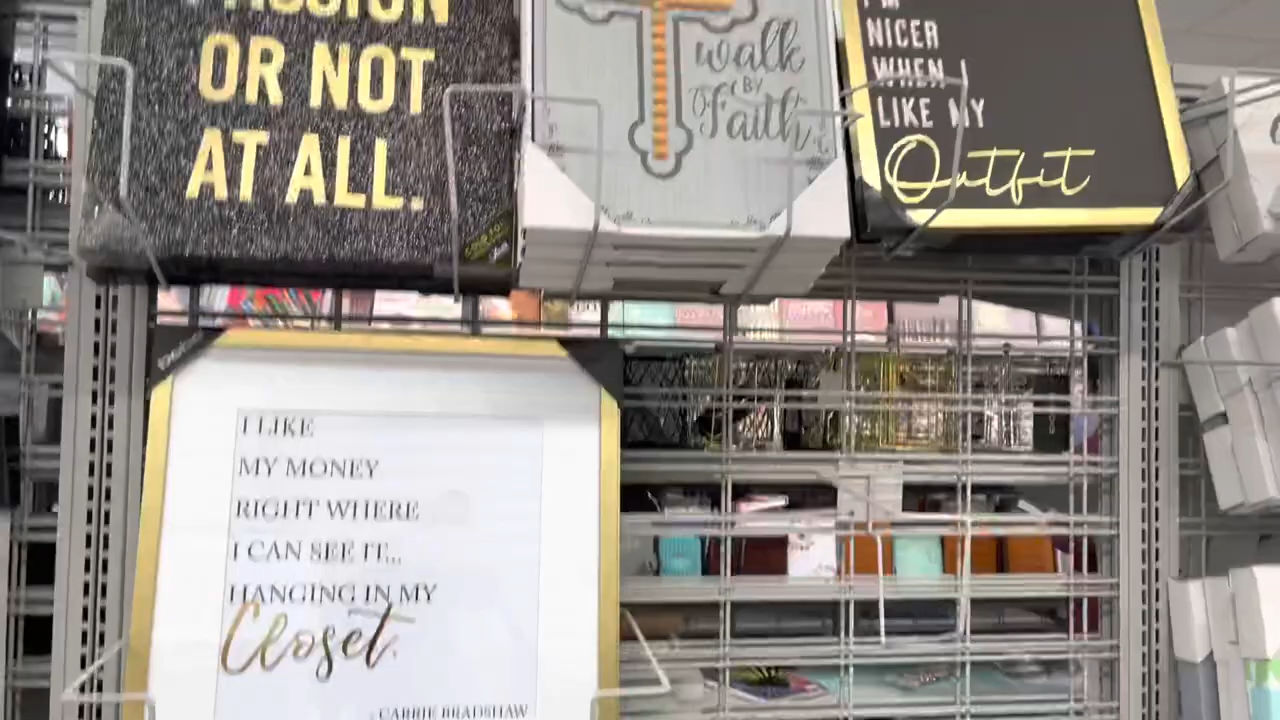 PASSION
OR NOT
AT ALL.
walk
BY
Faith
I'M
NICER
WHEN I
LIKE MY
Outfit
I LIKE
MY MONEY
RIGHT WHERE
I CAN SEE IT...
HANGING IN MY
Closet.
- CARRIE BRADSHAW